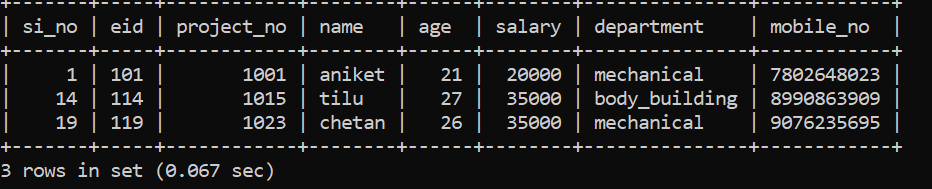 +-------+-----+------------+--------+------+--------+---------------+------------+
| si_no | eid | project_no | name   | age  | salary | department    | mobile_no  |
+-------+-----+------------+--------+------+--------+---------------+------------+
|     1 | 101 |       1001 | aniket |   21 |  20000 | mechanical    | 7802648023 |
|    14 | 114 |       1015 | tilu   |   27 |  35000 | body_building | 8990863909 |
|    19 | 119 |       1023 | chetan |   26 |  35000 | mechanical    | 9076235695 |
+-------+-----+------------+--------+------+--------+---------------+------------+
3 rows in set (0.067 sec)